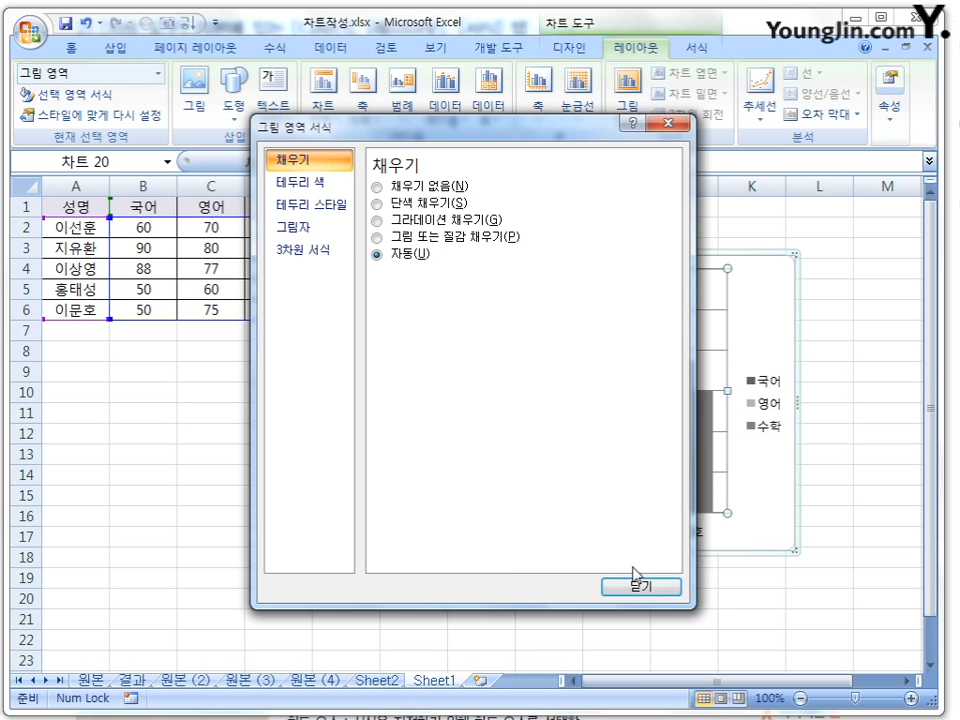 차트작성.xlsx - Microsoft Excel
차트 도구
YoungJin.com Y.
홈 삽입 페이지 레이아웃 수식 데이터 검토 보기 개발 도구 디자인 레이아웃 서식
그림 영역
선택 영역 서식
스타일에 맞게 다시 설정
현재 선택 영역
그림 도형 텍스트
삽입
차트 축 범례 데이터 데이터 축 눈금선 그림
차트 옆면
차트 밑면
회전
추세선
선
양선/음선
오차 막대
분석
속성
차트 20
A B C K L M
1 성명 국어 영어
2 이선훈 60 70
3 지유환 90 80
4 이상영 88 77
5 홍태성 50 60
6 이문호 50 75
7
8
9
10
11
12
13
14
15
16
17
18
19
20
21
22
23
그림 영역 서식
채우기
테두리 색
테두리 스타일
그림자
3차원 서식
채우기
채우기 없음(N)
단색 채우기(S)
그라데이션 채우기(G)
그림 또는 질감 채우기(P)
자동(U)
닫기
국어
영어
수학
호
원본 결과 원본 (2) 원본 (3) 원본 (4) Sheet2 Sheet1
준비 Num Lock 100%